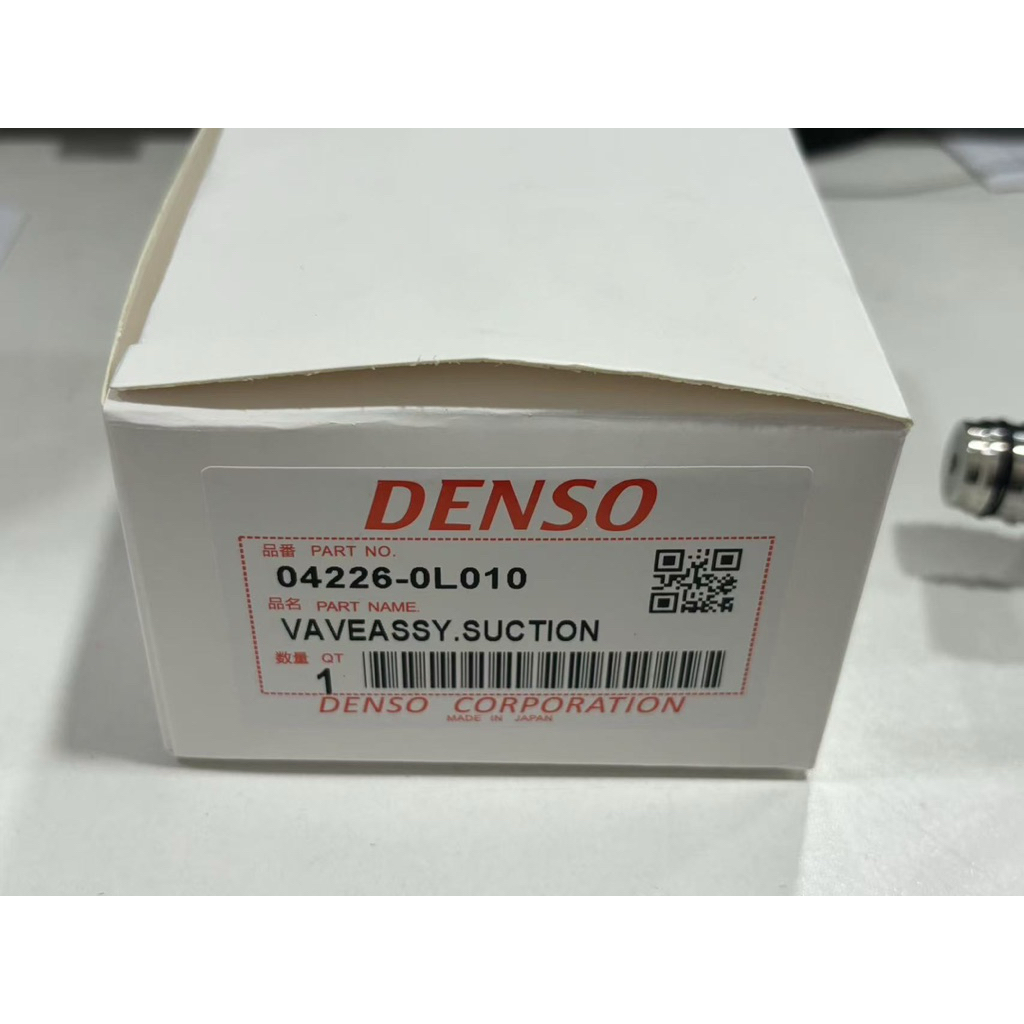 DENSO
品番 PART NO.
04226-0L010
品名 PART NAME.
VAVEASSY.SUCTION
数量 QT
1
DENSO CORPORATION
MADE IN JAPAN